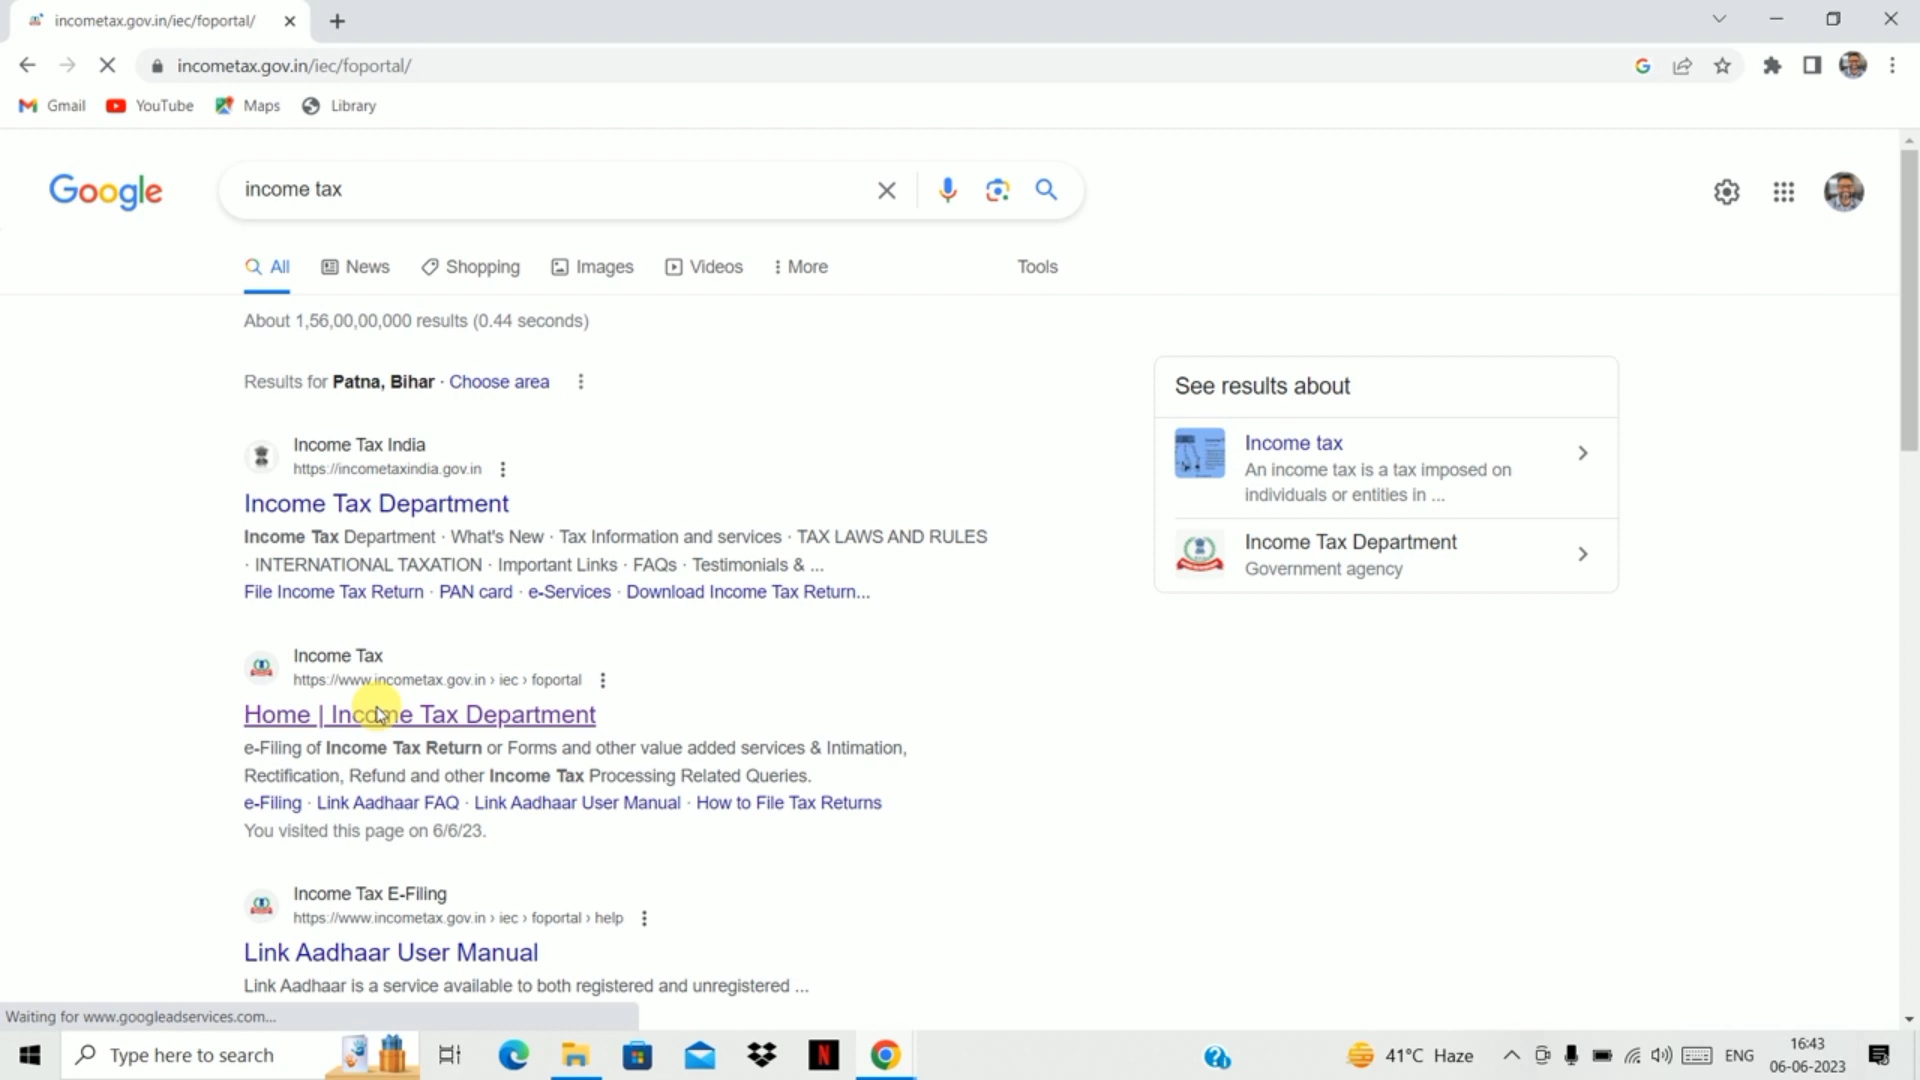 incometax.gov.in/iec/foportal/
incometax.gov.in/iec/foportal/
Gmail YouTube Maps Library
Google
income tax
All News Shopping Images Videos More Tools
About 1,56,00,00,000 results (0.44 seconds)
Results for Patna, Bihar · Choose area
See results about
Income tax
An income tax is a tax imposed on
individuals or entities in ...
Income Tax Department
Government agency
Income Tax India
https://incometaxindia.gov.in
Income Tax Department
Income Tax Department · What's New · Tax Information and services · TAX LAWS AND RULES
· INTERNATIONAL TAXATION · Important Links · FAQs · Testimonials & ...
File Income Tax Return · PAN card · e-Services · Download Income Tax Return...
Income Tax
https://www.incometax.gov.in › iec › foportal
Home | Income Tax Department
e-Filing of Income Tax Return or Forms and other value added services & Intimation,
Rectification, Refund and other Income Tax Processing Related Queries.
e-Filing · Link Aadhaar FAQ · Link Aadhaar User Manual · How to File Tax Returns
You visited this page on 6/6/23.
Income Tax E-Filing
https://www.incometax.gov.in › iec › foportal › help
Link Aadhaar User Manual
Link Aadhaar is a service available to both registered and unregistered ...
Waiting for www.googleadservices.com...
Type here to search
41°C Haze
ENG
16:43
06-06-2023